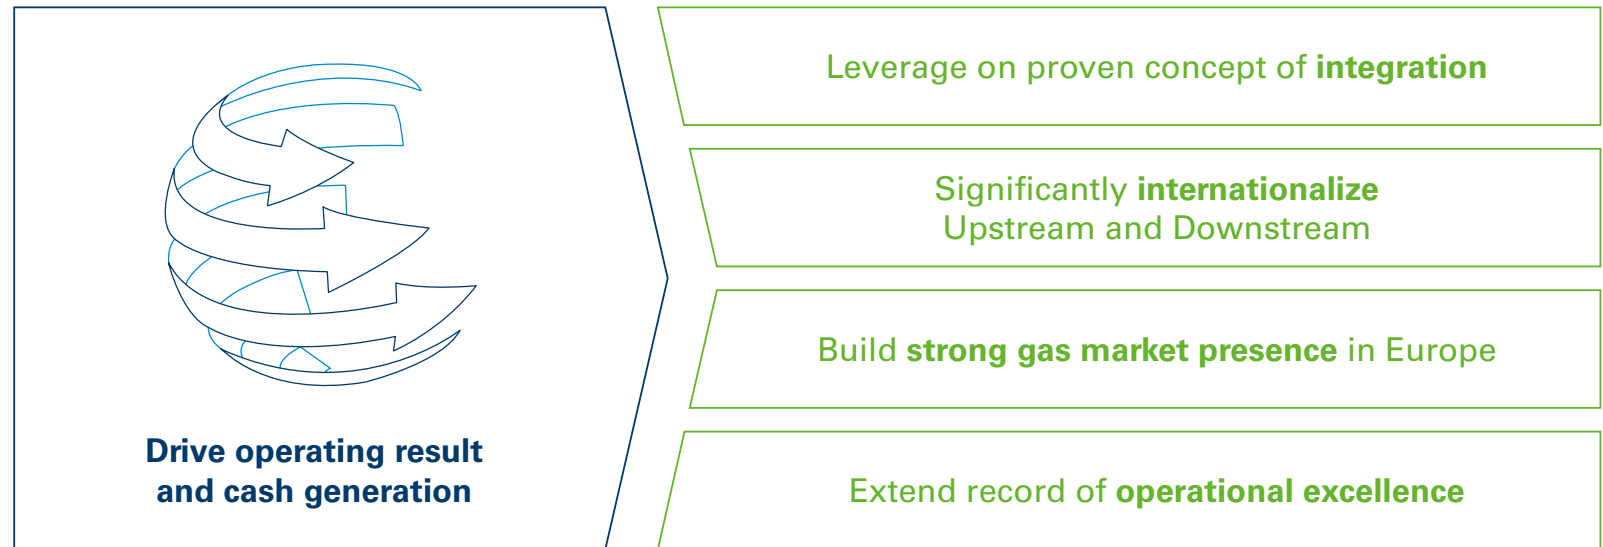 Drive operating result
and cash generation
Leverage on proven concept of integration
Significantly internationalize
Upstream and Downstream
Build strong gas market presence in Europe
Extend record of operational excellence